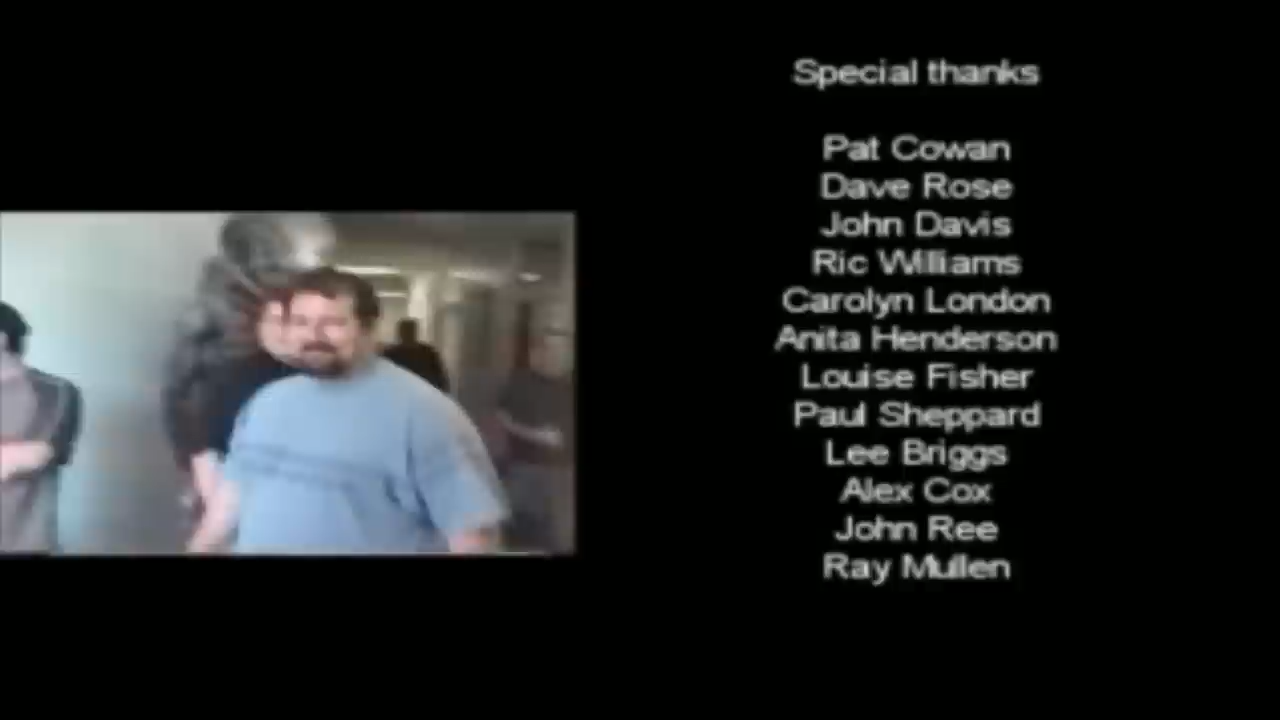 Special thanks
Pat Cowan
Dave Rose
John Davis
Ric Williams
Carolyn London
Anita Henderson
Louise Fisher
Paul Sheppard
Lee Briggs
Alex Cox
John Ree
Ray Mullen